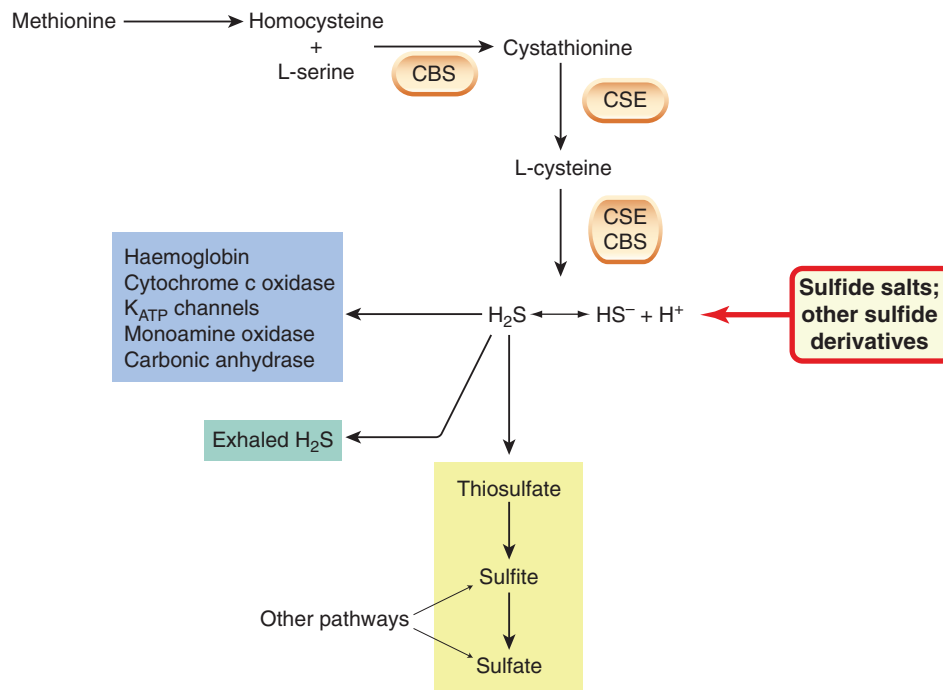 Methionine
Homocysteine
+
L-serine
CBS
Cystathionine
CSE
L-cysteine
CSE
CBS
Haemoglobin
Cytochrome c oxidase
K_ATP channels
Monoamine oxidase
Carbonic anhydrase
H₂S
HS⁻ + H⁺
Sulfide salts;
other sulfide
derivatives
Exhaled H₂S
Thiosulfate
Sulfite
Other pathways
Sulfate